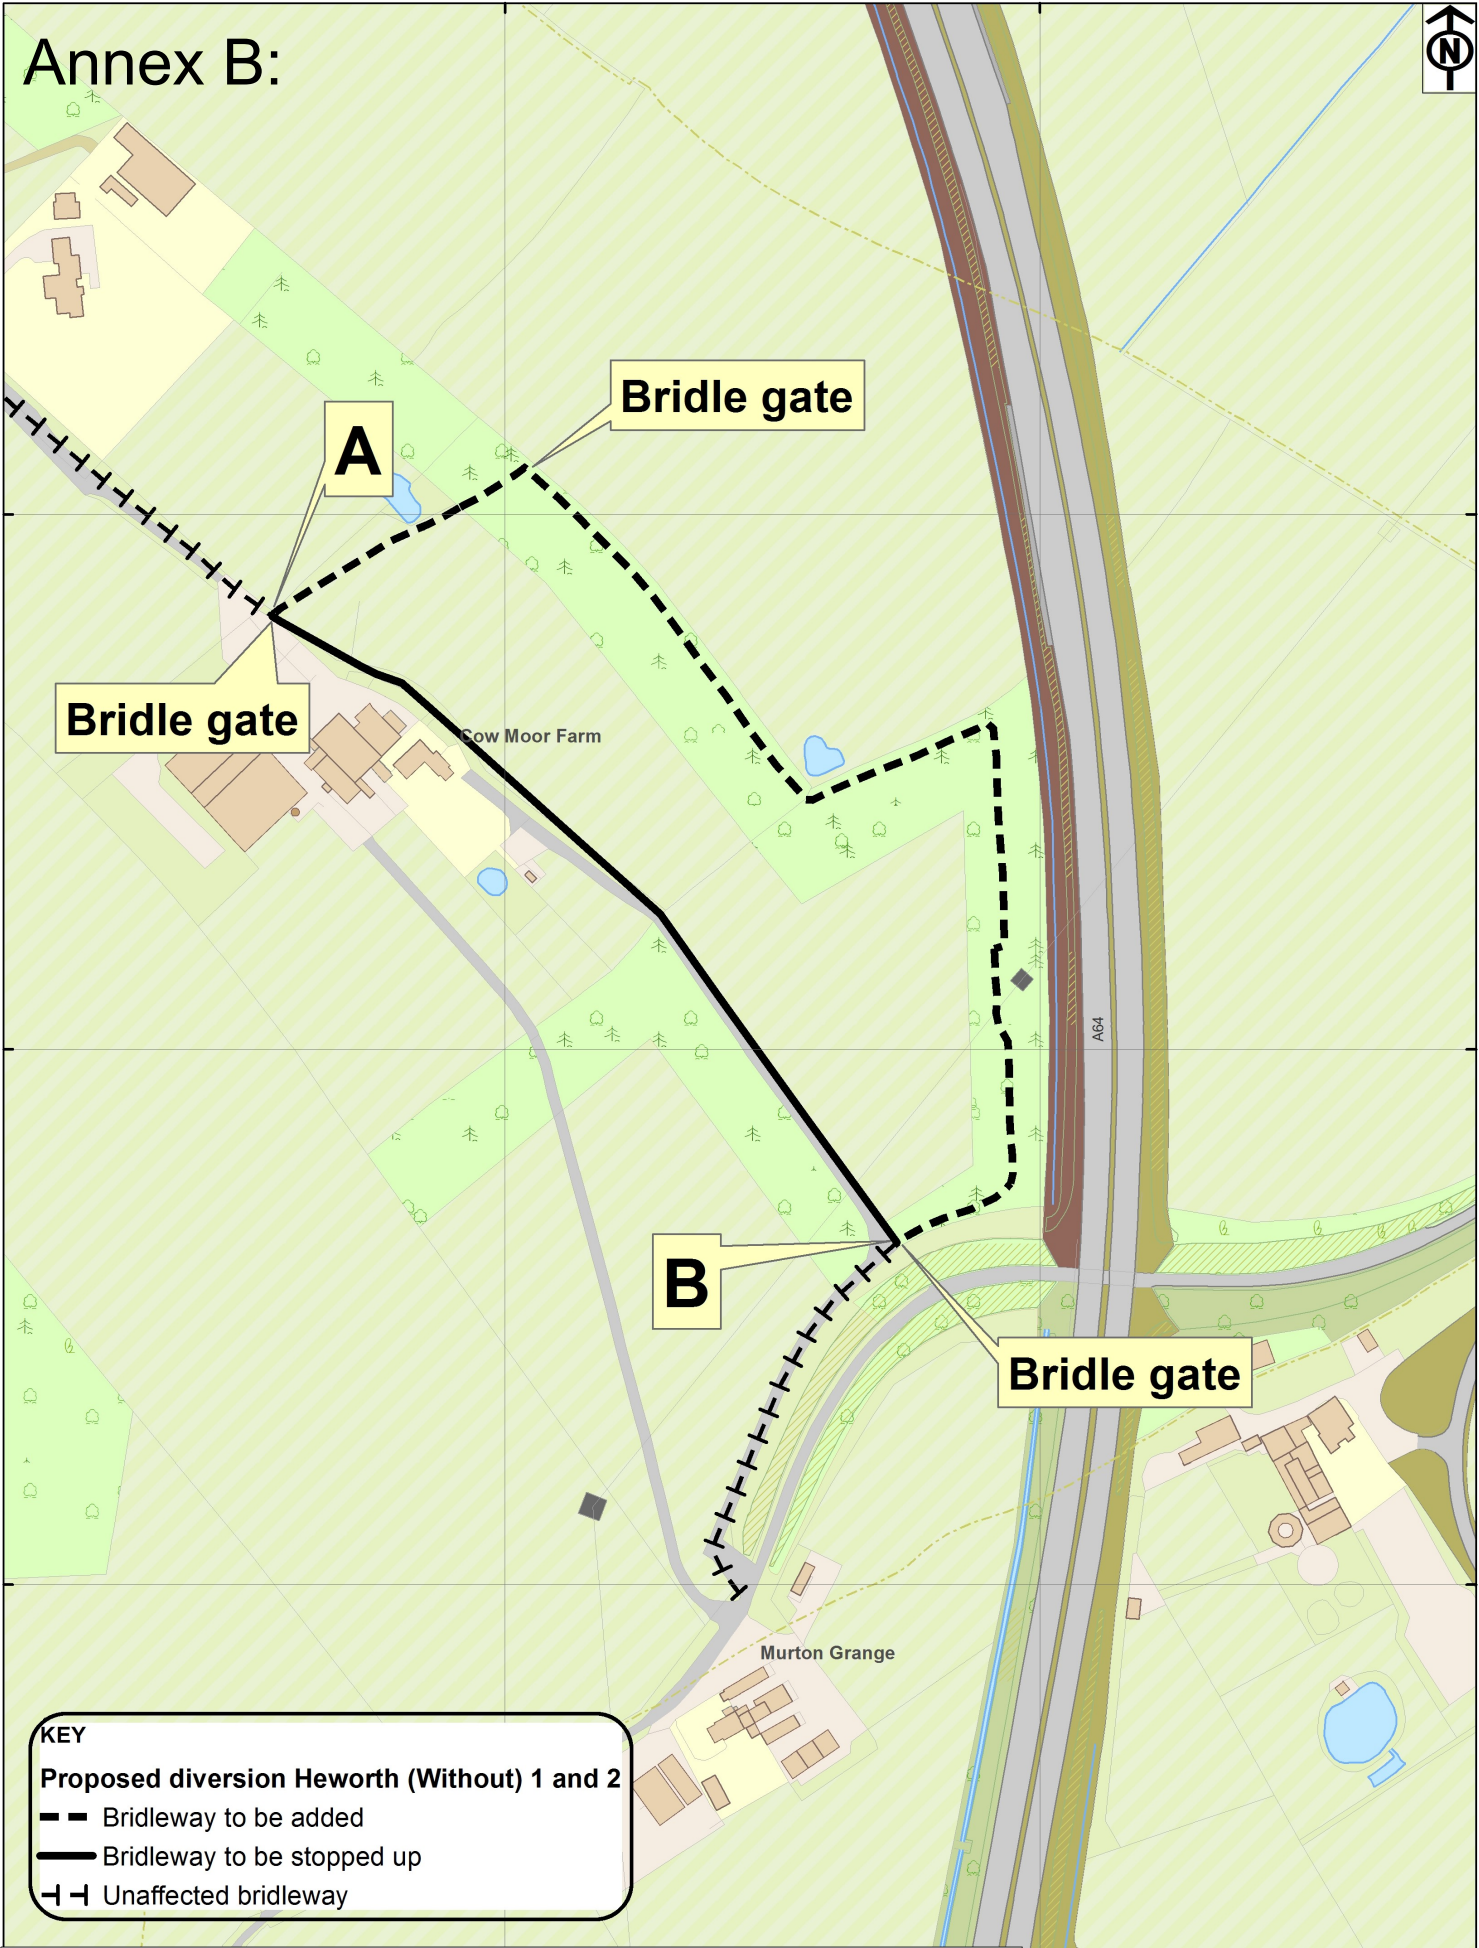 Annex B:
N
Bridle gate
A
Bridle gate
Cow Moor Farm
A64
B
Bridle gate
Murton Grange
KEY
Proposed diversion Heworth (Without) 1 and 2
Bridleway to be added
Bridleway to be stopped up
Unaffected bridleway